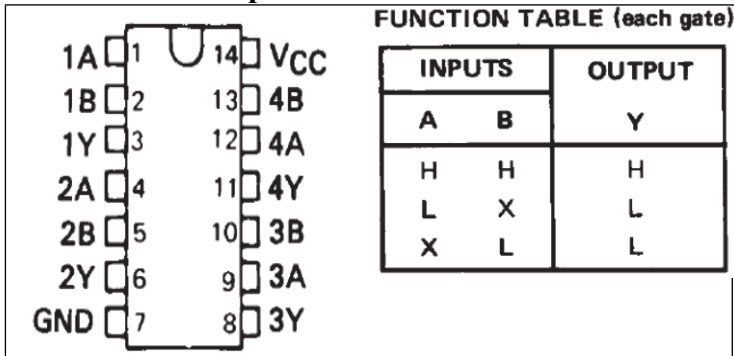 FUNCTION TABLE (each gate)
1A 1 14 VCC
1B 2 13 4B
1Y 3 12 4A
2A 4 11 4Y
2B 5 10 3B
2Y 6 9 3A
GND 7 8 3Y
INPUTS OUTPUT
A B Y
H H H
L X L
X L L